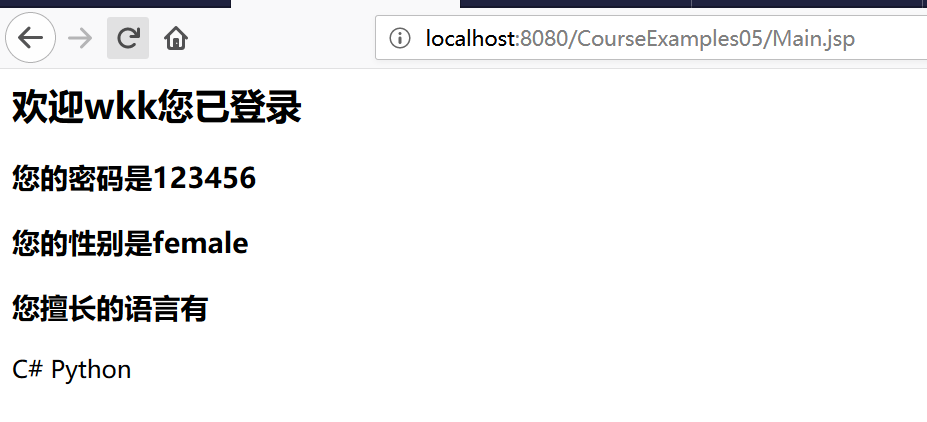 localhost:8080/CourseExamples05/Main.jsp
欢迎wkk您已登录
您的密码是123456
您的性别是female
您擅长的语言有
C# Python